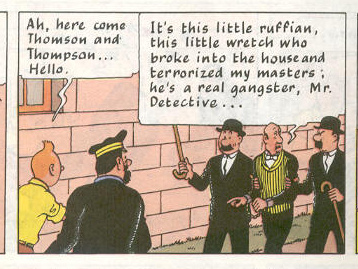 Ah, here come
Thomson and
Thompson...
Hello.
It's this little ruffian,
this little wretch who
broke into the house and
terrorized my masters;
he's a real gangster, Mr.
Detective...